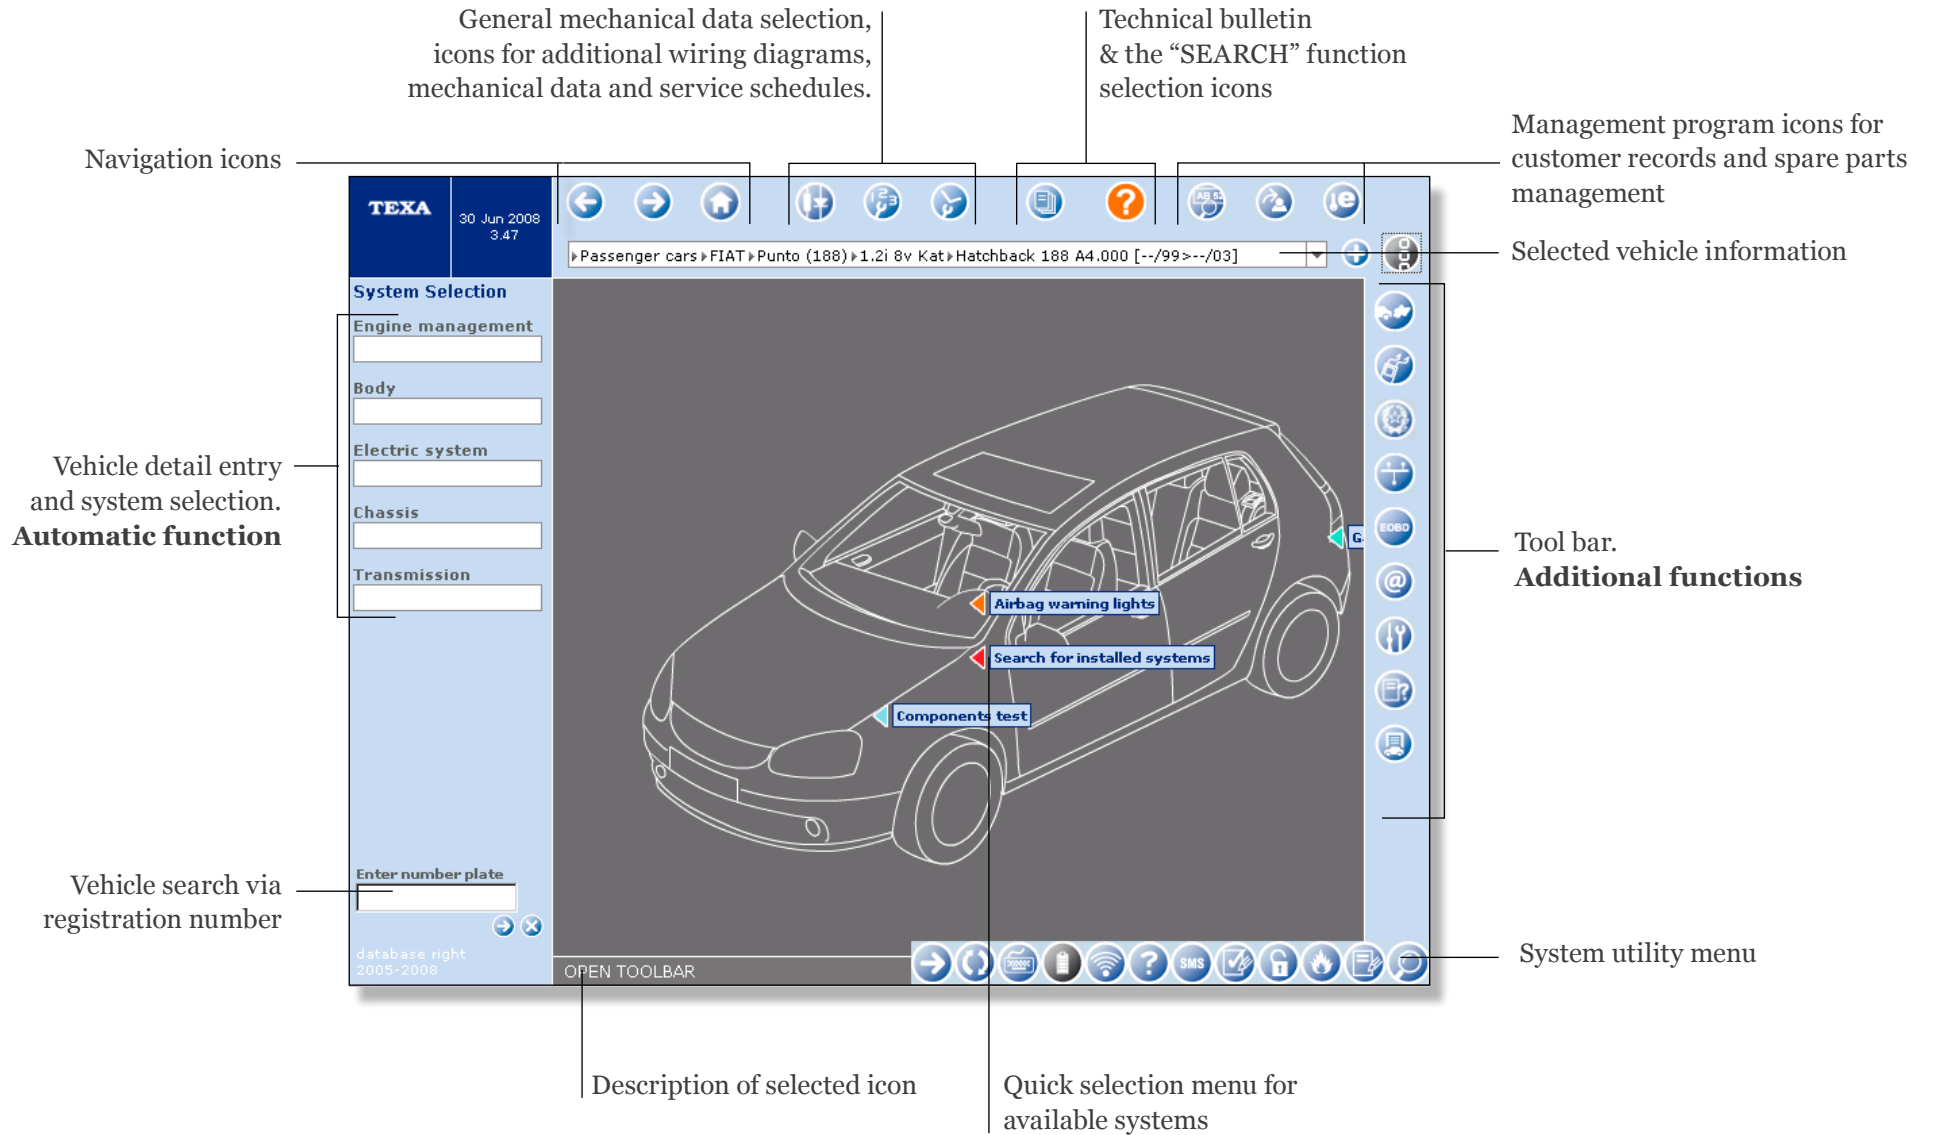 General mechanical data selection,
icons for additional wiring diagrams,
mechanical data and service schedules.
Technical bulletin
& the “SEARCH” function
selection icons
Management program icons for
customer records and spare parts
management
Navigation icons
TEXA
30 Jun 2008
3.47
AB 52
e
▸Passenger cars▸FIAT▸Punto (188)▸1.2i 8v Kat▸Hatchback 188 A4.000 [--/99>--/03]
Selected vehicle information
System Selection
Engine management
Body
Electric system
Chassis
Transmission
Vehicle detail entry
and system selection.
Automatic function
G
EOBD
@
Airbag warning lights
Search for installed systems
Components test
Tool bar.
Additional functions
Enter number plate
Vehicle search via
registration number
database right
2005-2008
OPEN TOOLBAR
?
SMS
System utility menu
Description of selected icon
Quick selection menu for
available systems